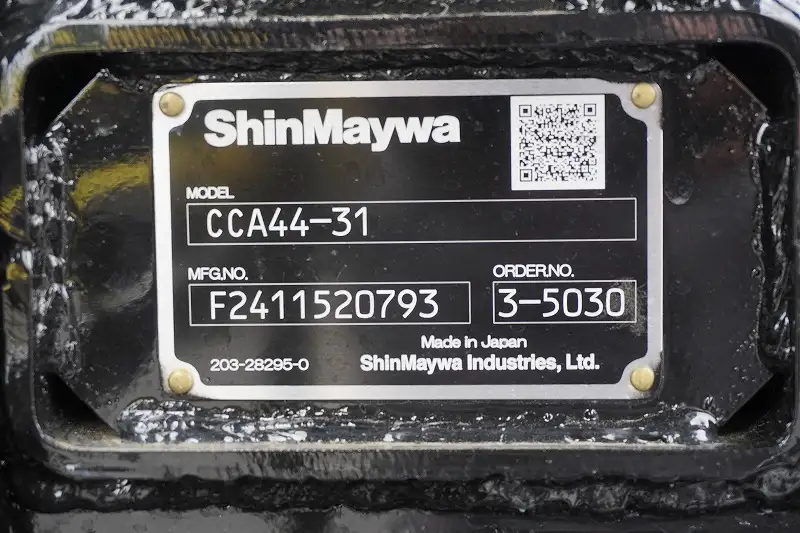 ShinMaywa
MODEL
CCA44-31
MFG.NO.
F2411520793
ORDER.NO.
3-5030
Made in Japan
203-28295-0
ShinMaywa Industries, Ltd.